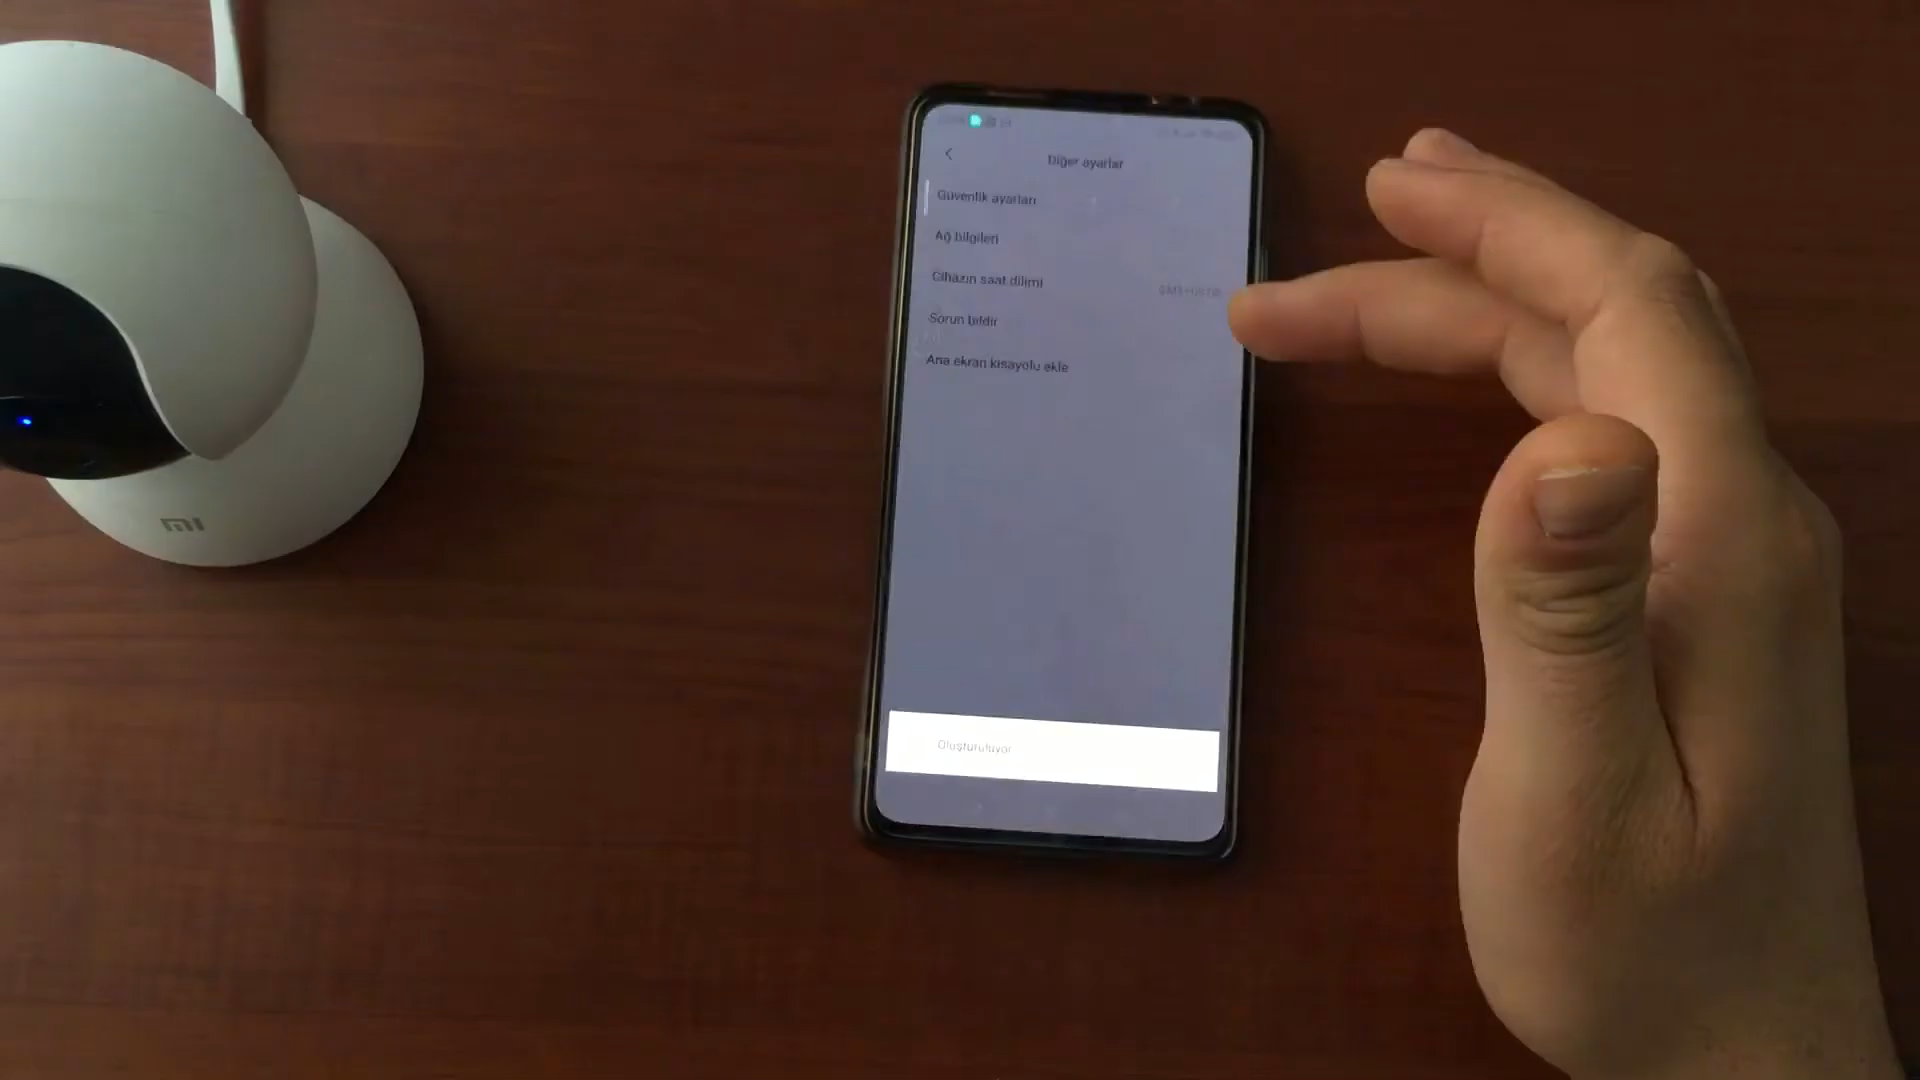 Diğer ayarlar
Güvenlik ayarları
Ağ bilgileri
Cihazın saat dilimi
Sorun bildir
Ana ekran kısayolu ekle
Oluşturuluyor
mi